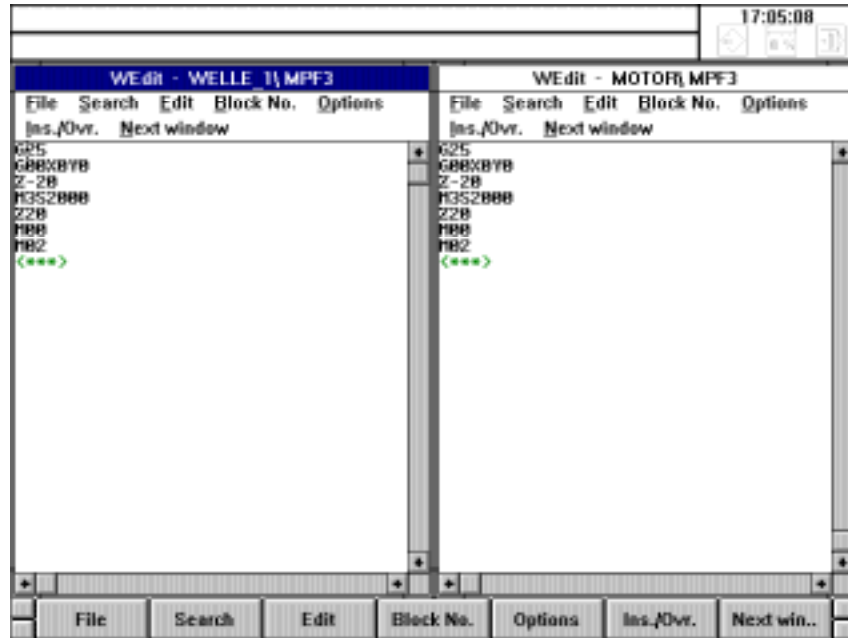 17:05:08
WEdit - WELLE_1\MPF3
File Search Edit Block No. Options
Ins./Ovr. Next window
G25
G00X0Y0
Z-20
M3S2000
Z20
M00
M02
<***>
WEdit - MOTOR\MPF3
File Search Edit Block No. Options
Ins./Ovr. Next window
G25
G00X0Y0
Z-20
M3S2000
Z20
M00
M02
<***>
File Search Edit Block No. Options Ins./Ovr. Next win..